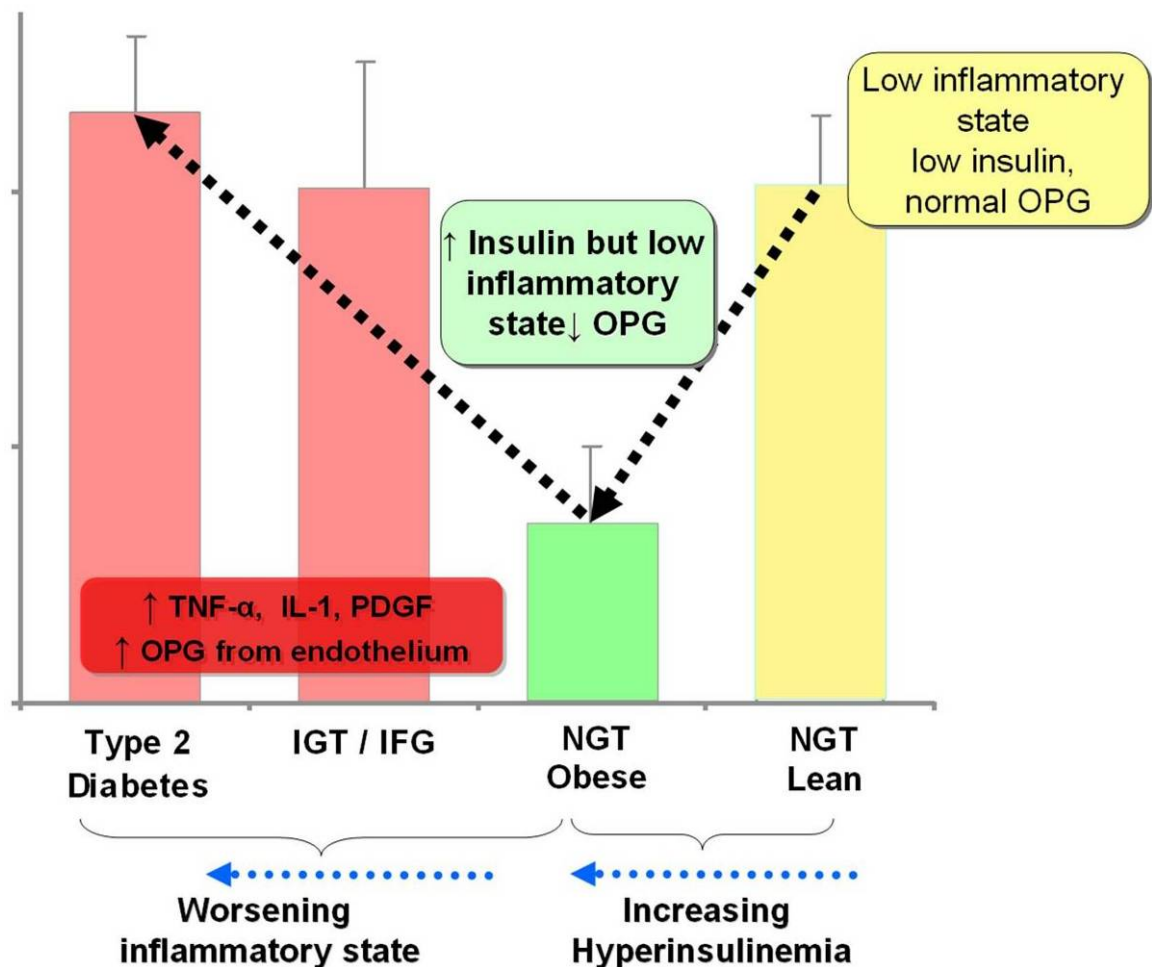 Low inflammatory
state
low insulin,
normal OPG
↑ Insulin but low
inflammatory
state↓ OPG
↑ TNF-α, IL-1, PDGF
↑ OPG from endothelium
Type 2
Diabetes
IGT / IFG
NGT
Obese
NGT
Lean
Worsening
inflammatory state
Increasing
Hyperinsulinemia